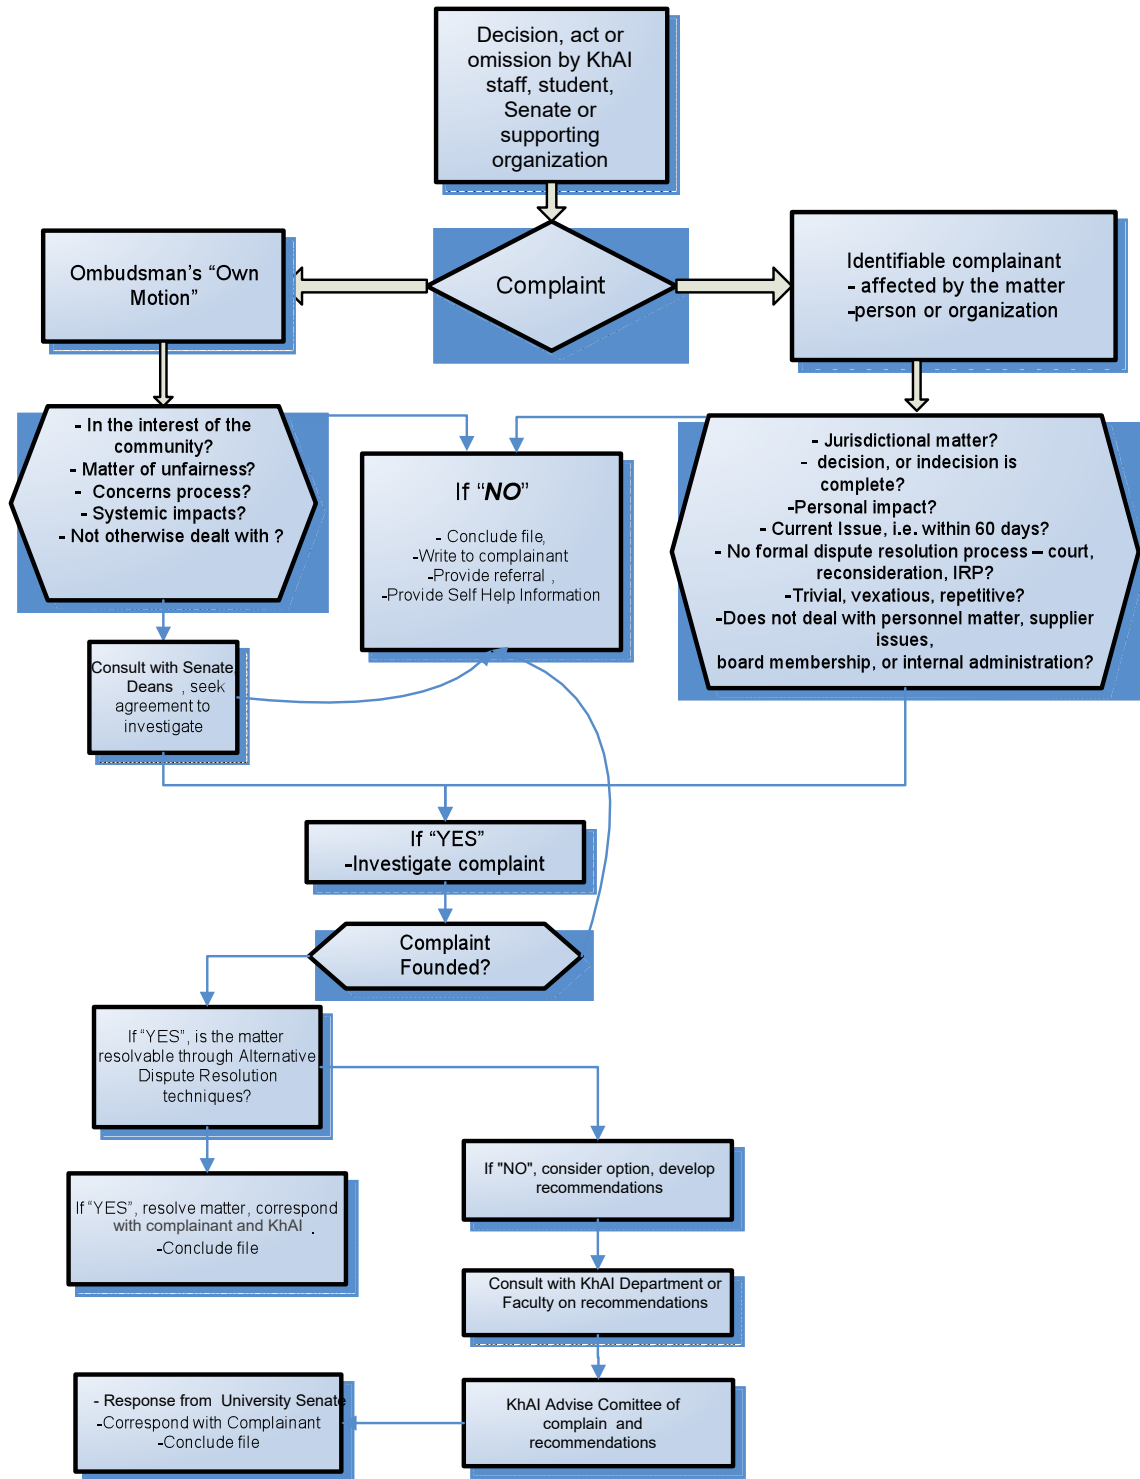 Decision, act or
omission by KhAI
staff, student,
Senate or
supporting
organization
Complaint
Ombudsman's “Own
Motion”
Identifiable complainant
- affected by the matter
-person or organization
- In the interest of the
community?
- Matter of unfairness?
- Concerns process?
- Systemic impacts?
- Not otherwise dealt with ?
If “NO”
- Conclude file,
-Write to complainant
-Provide referral ,
-Provide Self Help Information
- Jurisdictional matter?
- decision, or indecision is
complete?
-Personal impact?
- Current Issue, i.e. within 60 days?
- No formal dispute resolution process – court,
reconsideration, IRP?
- Trivial, vexatious, repetitive?
-Does not deal with personnel matter, supplier
issues,
board membership, or internal administration?
Consult with Senate
Deans , seek
agreement to
investigate
If “YES”
-Investigate complaint
Complaint
Founded?
If “YES”, is the matter
resolvable through Alternative
Dispute Resolution
techniques?
If "NO", consider option, develop
recommendations
If “YES”, resolve matter, correspond
with complainant and KhAI .
-Conclude file
Consult with KhAI Department or
Faculty on recommendations
- Response from University Senate
-Correspond with Complainant
-Conclude file
KhAI Advise Comittee of
complain and
recommendations